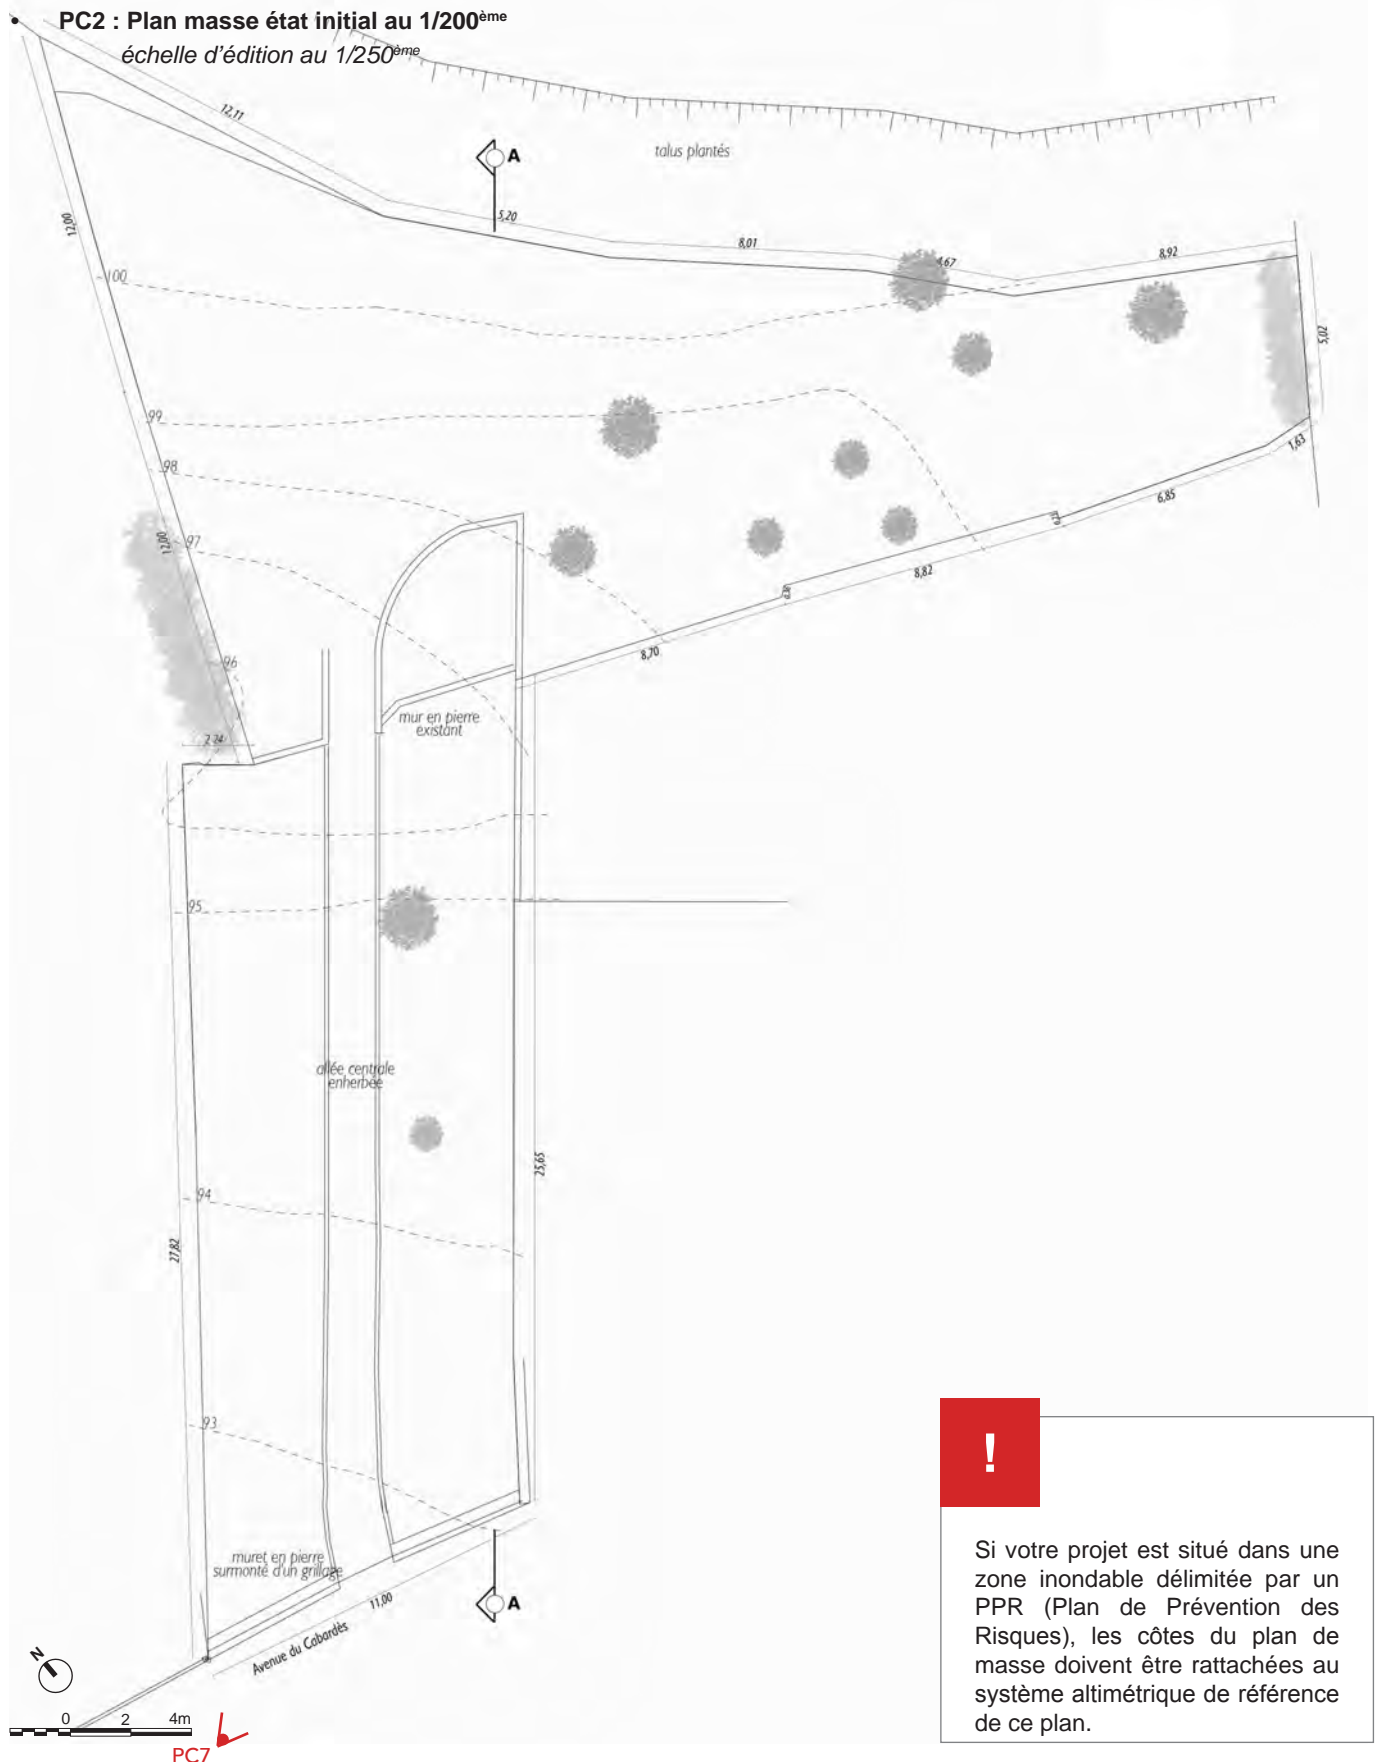 • PC2 : Plan masse état initial au 1/200ème
échelle d'édition au 1/250ème
12,11
A
talus plantés
5,20
8,01
4,67
8,92
12,00
100
5,02
99
98
1,63
6,85
12,00
97
8,82
8,70
96
mur en pierre
existant
2,24
95
allée centrale
enherbée
25,65
94
27,82
93
muret en pierre
surmonté d'un grillage
11,00
A
Avenue du Cabardès
N
0 2 4m
PC7
!
Si votre projet est situé dans une
zone inondable délimitée par un
PPR (Plan de Prévention des
Risques), les côtes du plan de
masse doivent être rattachées au
système altimétrique de référence
de ce plan.